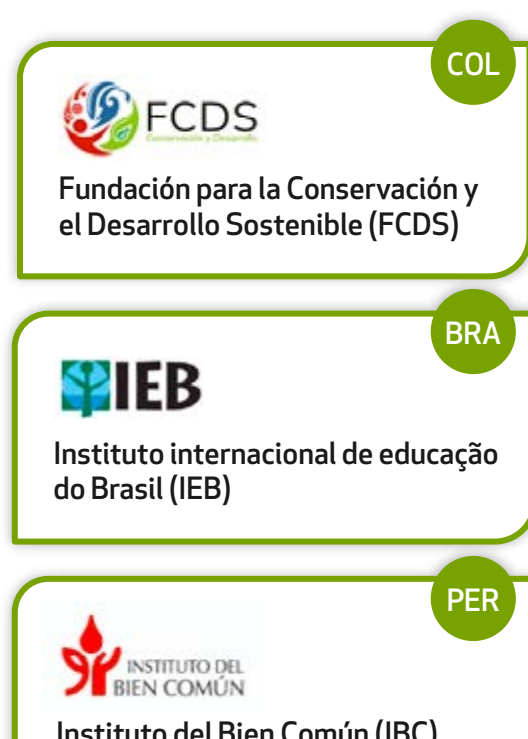 COL
FCDS
Conservación y Desarrollo
Fundación para la Conservación y
el Desarrollo Sostenible (FCDS)
BRA
IEB
Instituto internacional de educação
do Brasil (IEB)
PER
INSTITUTO DEL
BIEN COMÚN
Instituto del Bien Común (IBC)